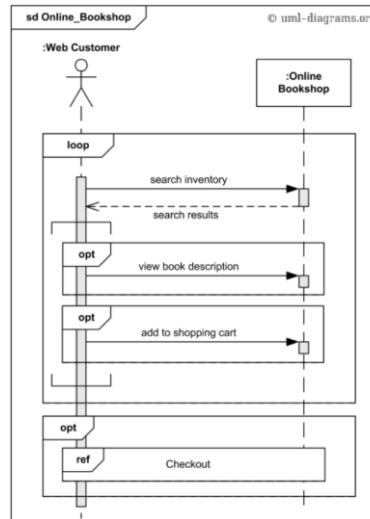 sd Online_Bookshop
© uml-diagrams.or
:Web Customer
:Online
Bookshop
loop
search inventory
search results
opt
view book description
opt
add to shopping cart
opt
ref
Checkout